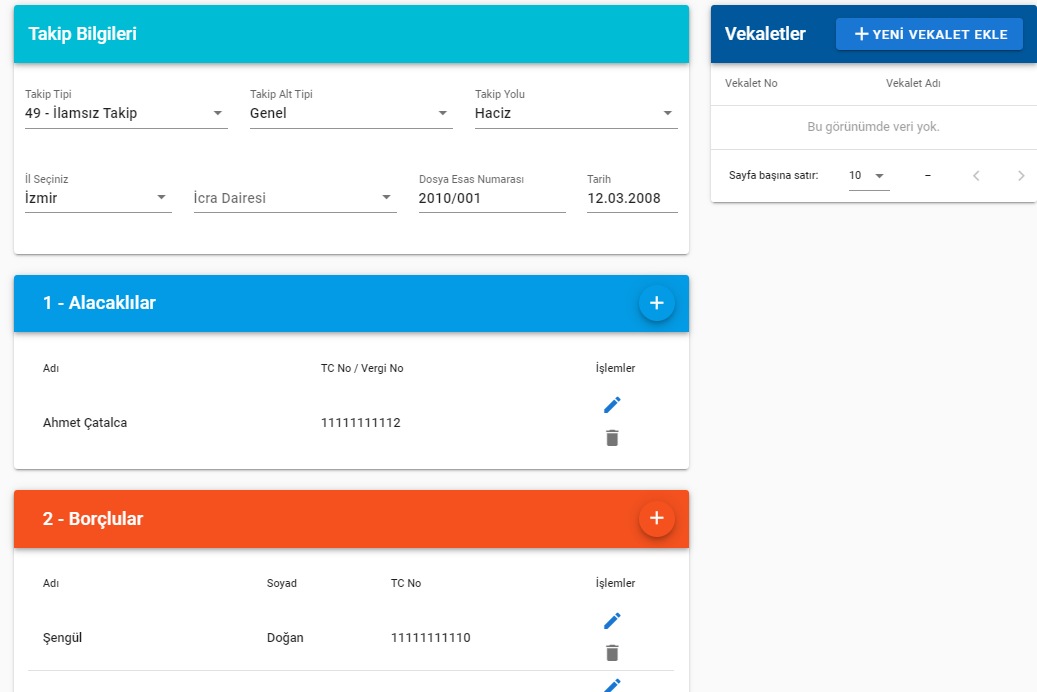 Takip Bilgileri
Takip Tipi
49 - İlamsız Takip
Takip Alt Tipi
Genel
Takip Yolu
Haciz
İl Seçiniz
İzmir
İcra Dairesi
Dosya Esas Numarası
2010/001
Tarih
12.03.2008
1 - Alacaklılar
Adı TC No / Vergi No İşlemler
Ahmet Çatalca 11111111112
2 - Borçlular
Adı Soyad TC No İşlemler
Şengül Doğan 11111111110
Vekaletler
YENİ VEKALET EKLE
Vekalet No Vekalet Adı
Bu görünümde veri yok.
Sayfa başına satır: 10 –